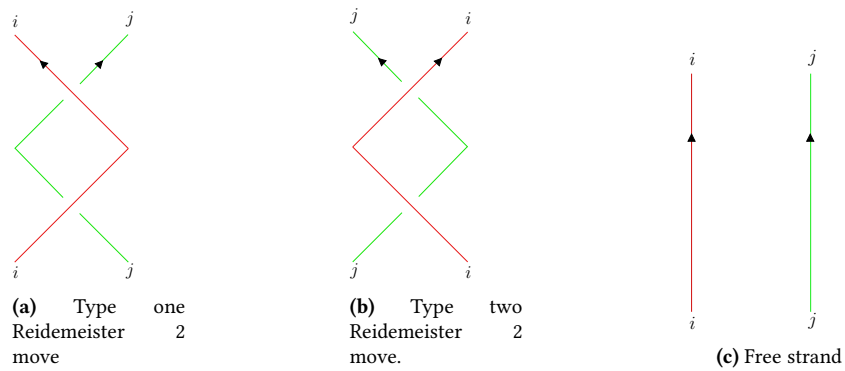 i j
j i
i j
i j
j i
i j
(a) Type one
Reidemeister 2
move
(b) Type two
Reidemeister 2
move.
(c) Free strand